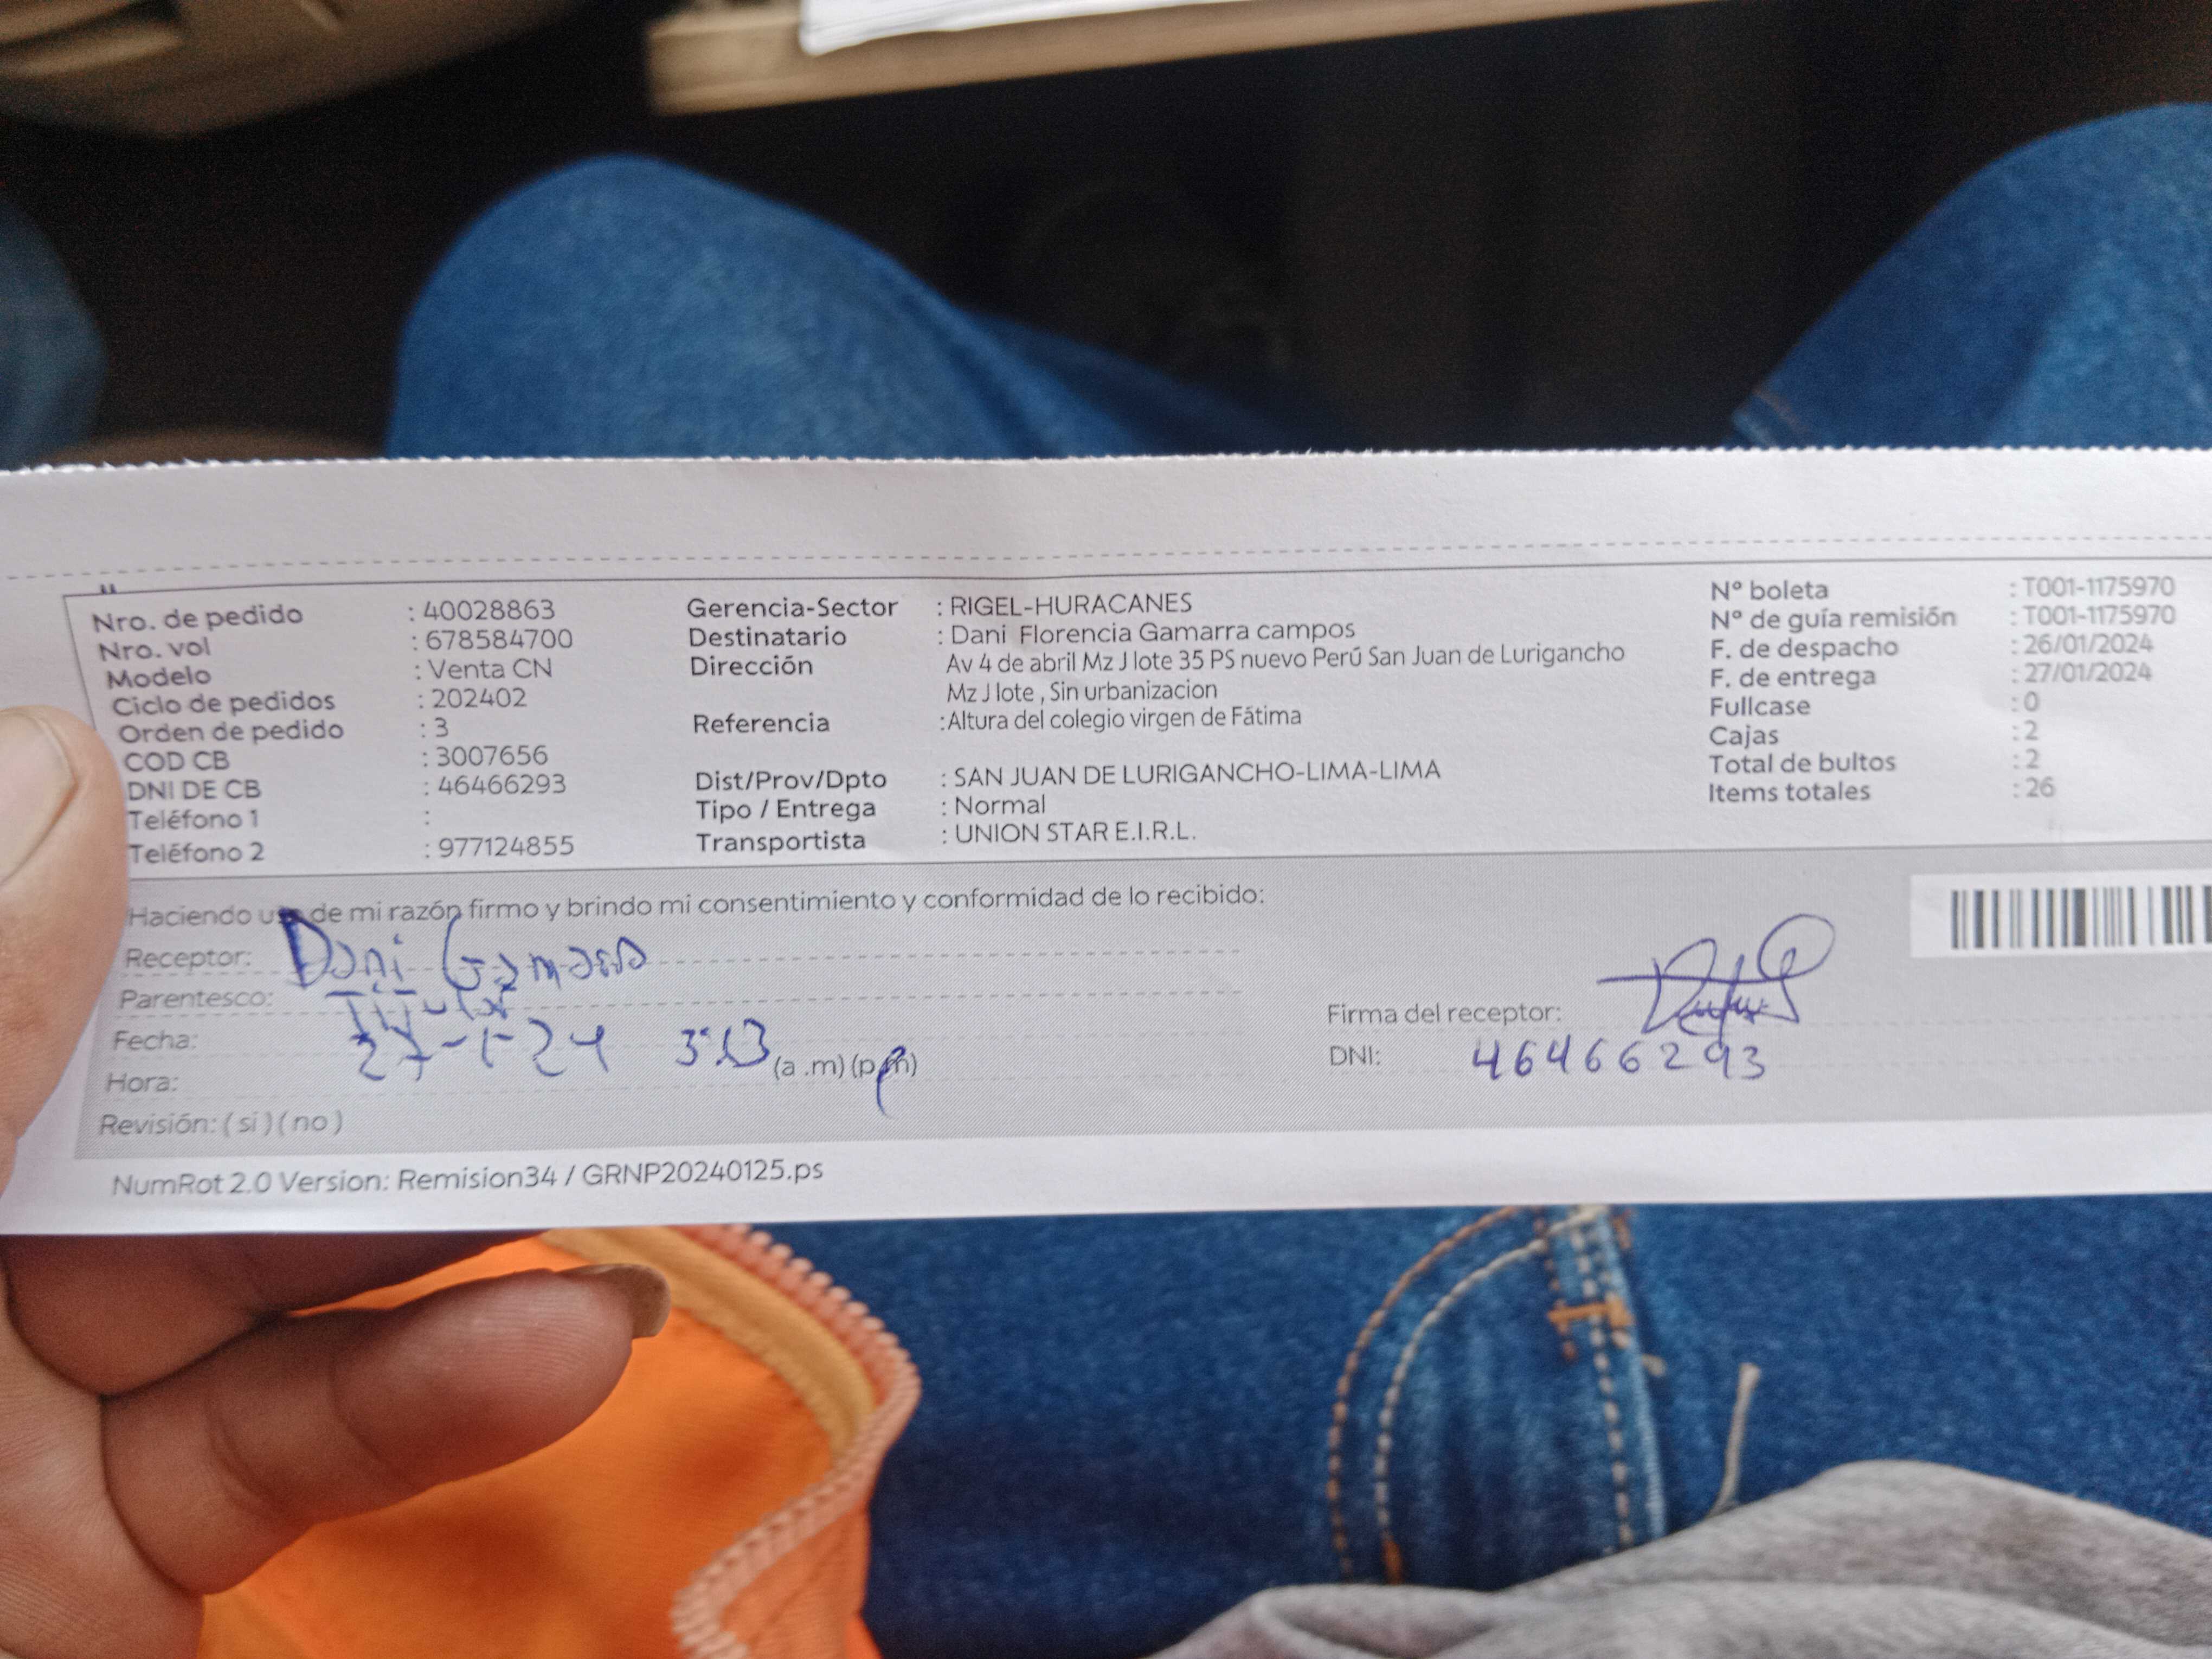 Nro. de pedido : 40028863
Nro. vol : 678584700
Modelo : Venta CN
Ciclo de pedidos : 202402
Orden de pedido : 3
COD CB : 3007656
DNI DE CB : 46466293
Teléfono 1 :
Teléfono 2 : 977124855
Gerencia-Sector : RIGEL-HURACANES
Destinatario : Dani Florencia Gamarra campos
Dirección Av 4 de abril Mz J lote 35 PS nuevo Perú San Juan de Lurigancho
Mz J lote , Sin urbanizacion
Referencia :Altura del colegio virgen de Fátima
Dist/Prov/Dpto : SAN JUAN DE LURIGANCHO-LIMA-LIMA
Tipo / Entrega : Normal
Transportista : UNION STAR E.I.R.L.
N° boleta : T001-1175970
N° de guía remisión : T001-1175970
F. de despacho : 26/01/2024
F. de entrega : 27/01/2024
Fullcase : 0
Cajas : 2
Total de bultos : 2
Items totales : 26
Haciendo uso de mi razón firmo y brindo mi consentimiento y conformidad de lo recibido:
Receptor: Dani Gamarra
Parentesco: Titular
Fecha: 27-1-24
Hora: (a .m) (p.m)
Revisión: ( si ) ( no )
Firma del receptor:
DNI: 46466293
NumRot 2.0 Version: Remision34 / GRNP20240125.ps